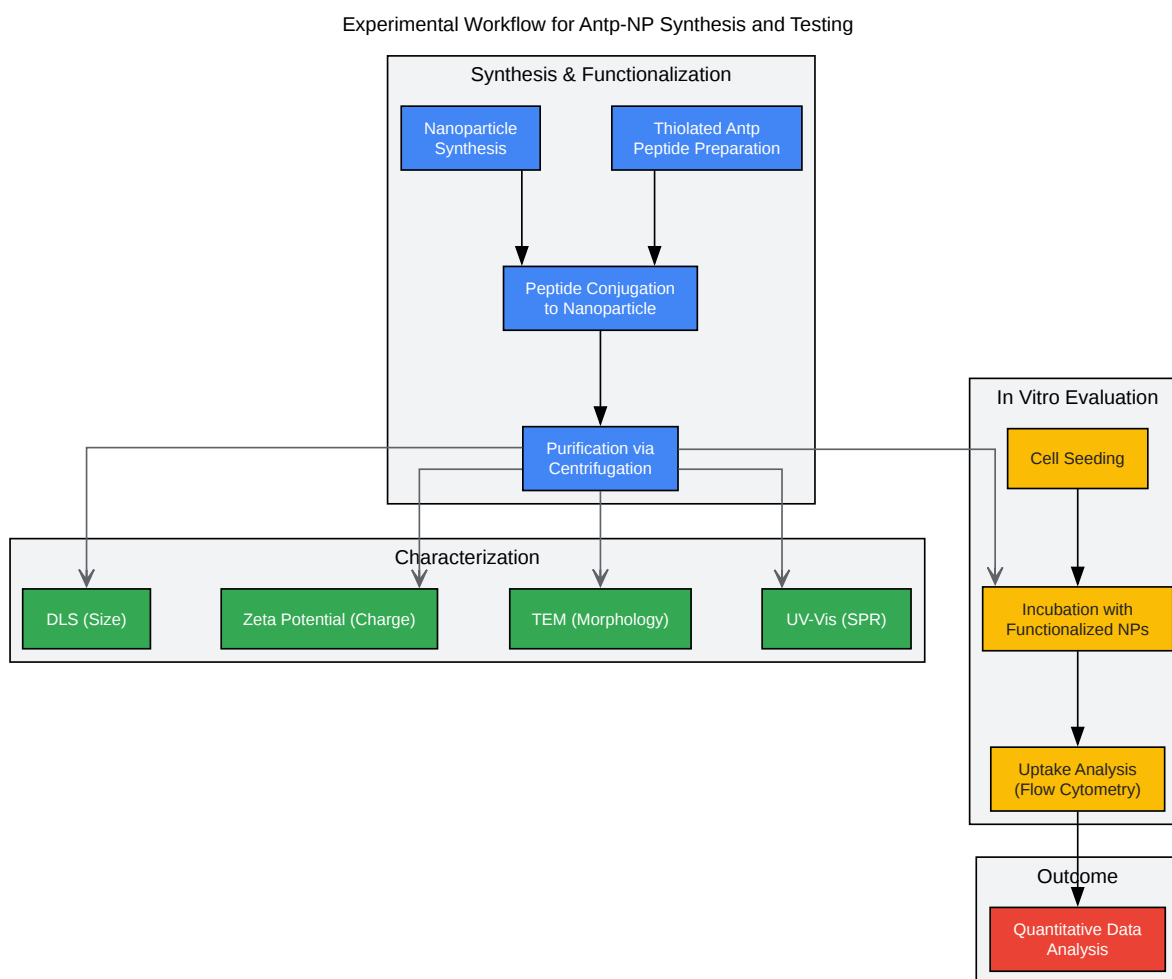 Experimental Workflow for Antp-NP Synthesis and Testing
Synthesis & Functionalization
Nanoparticle
Synthesis
Thiolated Antp
Peptide Preparation
Peptide Conjugation
to Nanoparticle
Purification via
Centrifugation
Characterization
DLS (Size)
Zeta Potential (Charge)
TEM (Morphology)
UV-Vis (SPR)
In Vitro Evaluation
Cell Seeding
Incubation with
Functionalized NPs
Uptake Analysis
(Flow Cytometry)
Outcome
Quantitative Data
Analysis